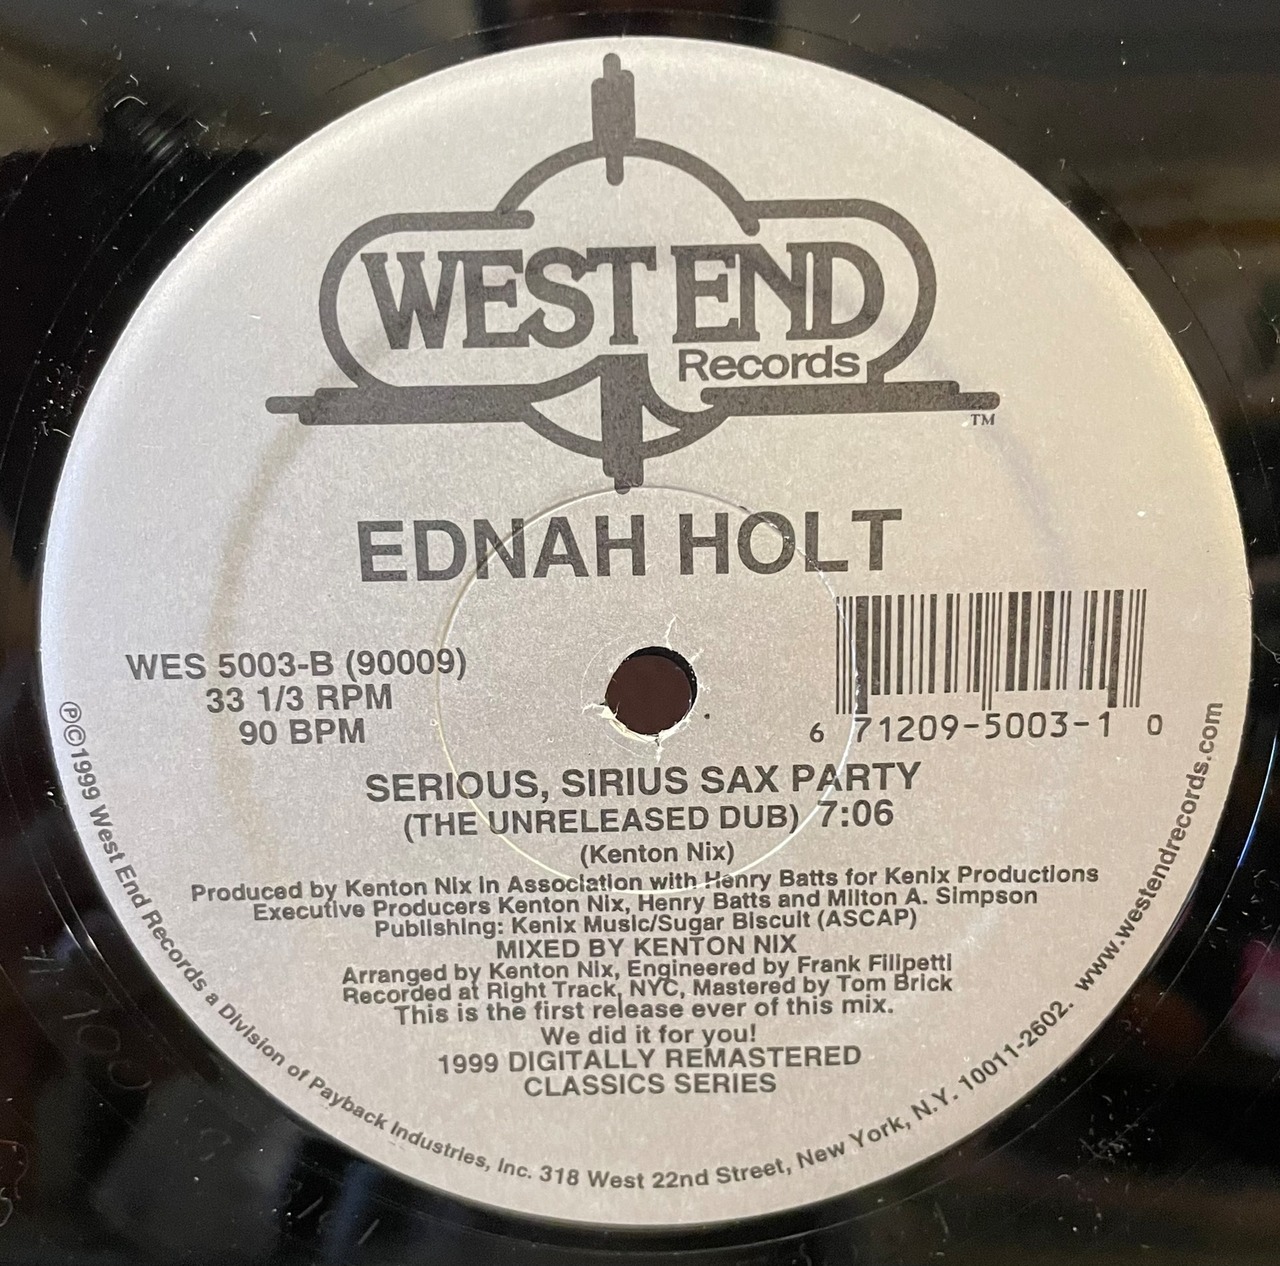 WEST END
Records
TM
EDNAH HOLT
WES 5003-B (90009)
33 1/3 RPM
90 BPM
6 71209-5003-1 0
SERIOUS, SIRIUS SAX PARTY
(THE UNRELEASED DUB) 7:06
(Kenton Nix)
Produced by Kenton Nix in Association with Henry Batts for Kenix Productions
Executive Producers Kenton Nix, Henry Batts and Milton A. Simpson
Publishing: Kenix Music/Sugar Biscuit (ASCAP)
MIXED BY KENTON NIX
Arranged by Kenton Nix, Engineered by Frank Filipetti
Recorded at Right Track, NYC, Mastered by Tom Brick
This is the first release ever of this mix.
We did it for you!
1999 DIGITALLY REMASTERED
CLASSICS SERIES
℗©1999 West End Records a Division of Payback Industries, Inc. 318 West 22nd Street, New York, N.Y. 10011-2602. www.westendrecords.com